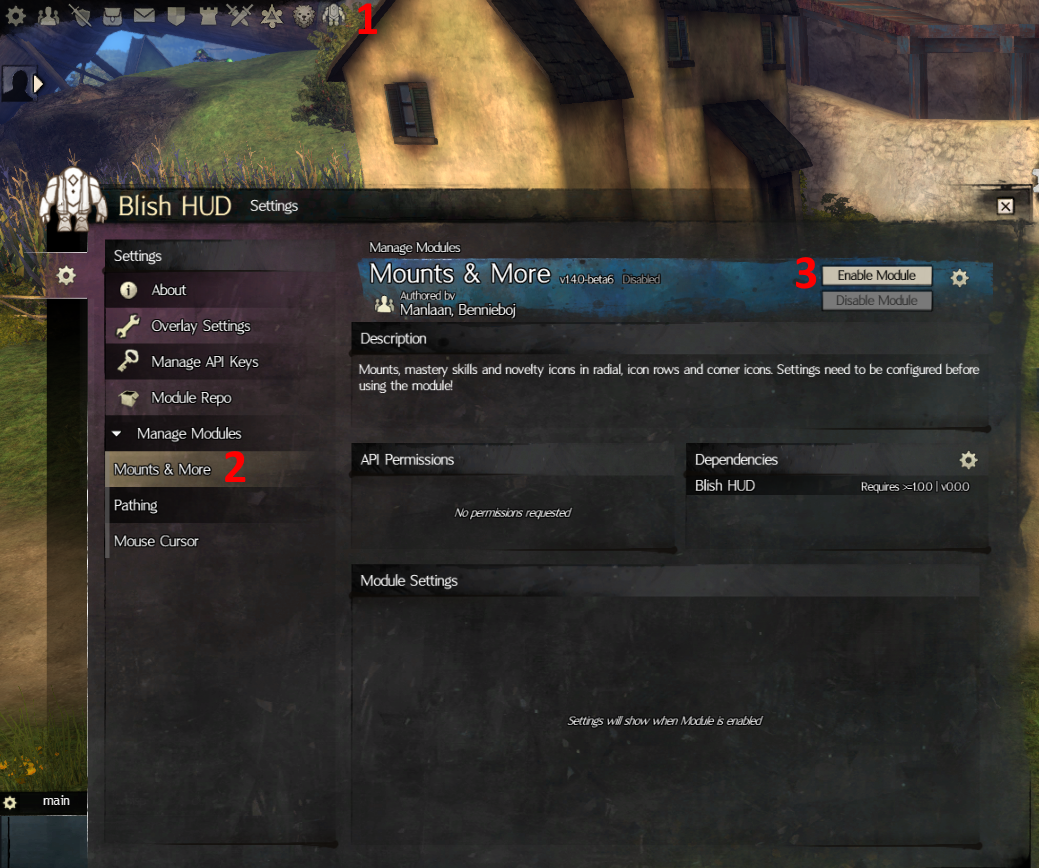 1
Blish HUD Settings
Settings
About
Overlay Settings
Manage API Keys
Module Repo
Manage Modules
Mounts & More 2
Pathing
Mouse Cursor
Manage Modules
Mounts & More v1.4.0-beta6 Disabled
Authored by
Manlaan, Bennieboj
3 Enable Module
Disable Module
Description
Mounts, mastery skills and novelty icons in radial, icon rows and corner icons. Settings need to be configured before
using the module!
API Permissions
No permissions requested
Dependencies
Blish HUD Requires >=1.0.0 | v0.0.0
Module Settings
Settings will show when Module is enabled
main